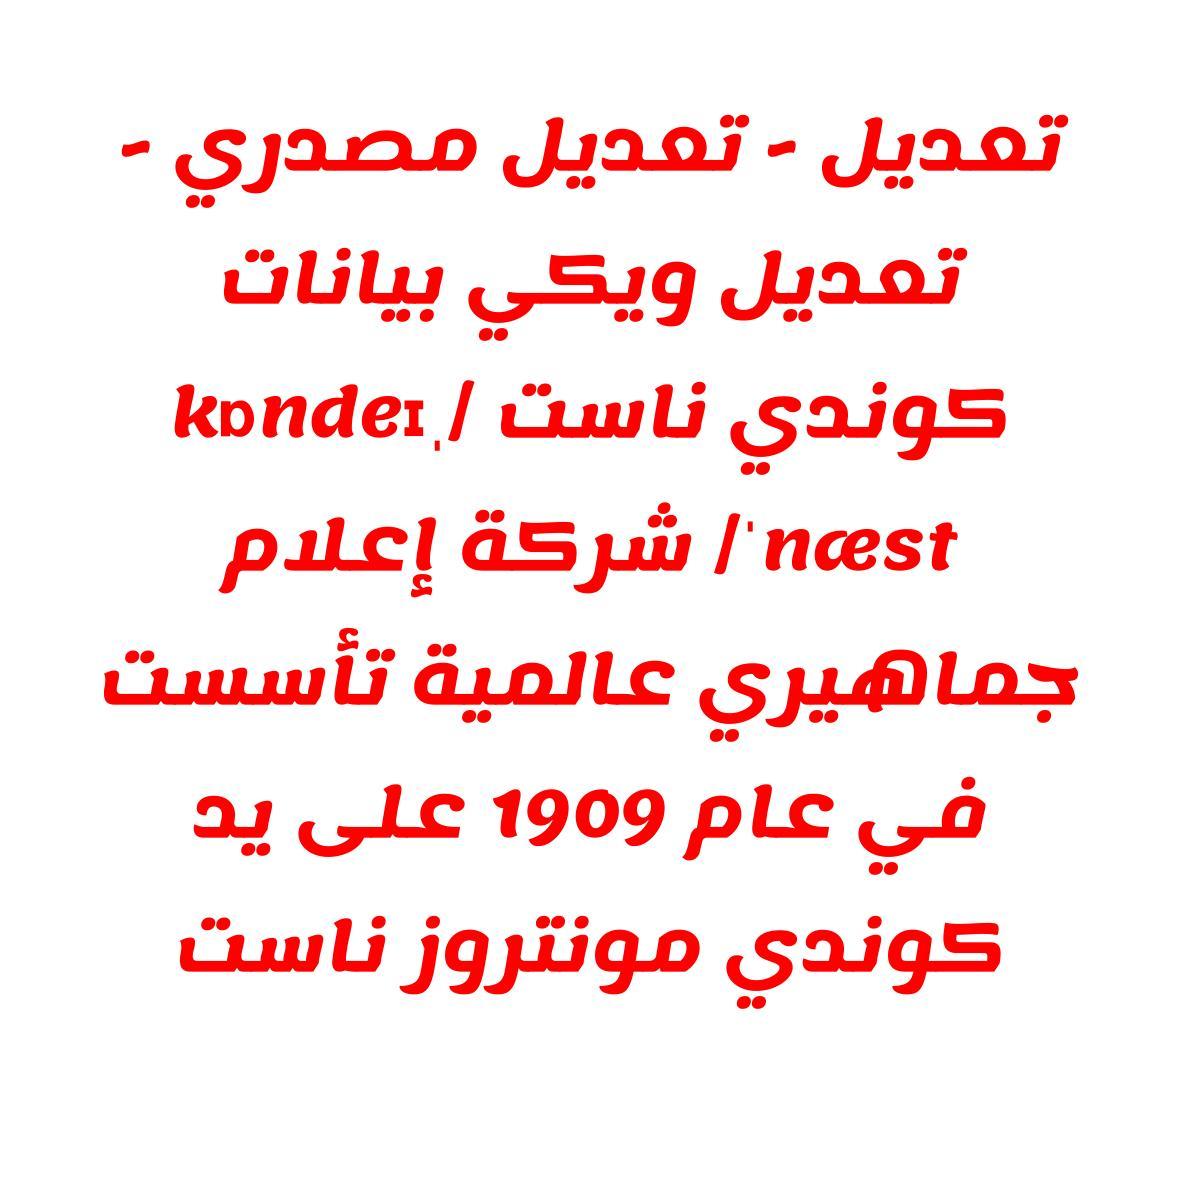 تعديل - تعديل مصدري -
تعديل ويكي بيانات
كوندي ناست /ˌkɒndeɪ
ˈnæst/ شركة إعلام
جماهيري عالمية تأسست
في عام 1909 على يد
كوندي مونتروز ناست